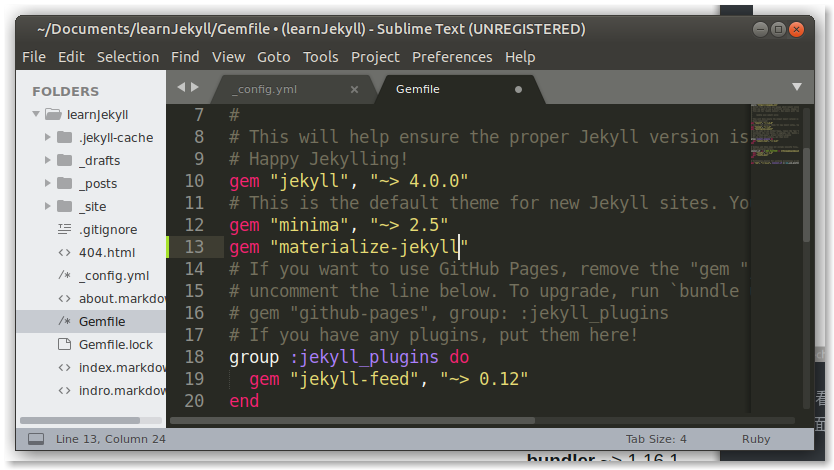 ~/Documents/learnJekyll/Gemfile • (learnJekyll) - Sublime Text (UNREGISTERED)
File Edit Selection Find View Goto Tools Project Preferences Help
FOLDERS
learnJekyll
.jekyll-cache
_drafts
_posts
_site
.gitignore
404.html
_config.yml
about.markdow
Gemfile
Gemfile.lock
index.markdow
indro.markdow
_config.yml
Gemfile
7 #
8 # This will help ensure the proper Jekyll version is
9 # Happy Jekylling!
10 gem "jekyll", "~> 4.0.0"
11 # This is the default theme for new Jekyll sites. Yo
12 gem "minima", "~> 2.5"
13 gem "materialize-jekyll"
14 # If you want to use GitHub Pages, remove the "gem "
15 # uncomment the line below. To upgrade, run `bundle
16 # gem "github-pages", group: :jekyll_plugins
17 # If you have any plugins, put them here!
18 group :jekyll_plugins do
19 gem "jekyll-feed", "~> 0.12"
20 end
Line 13, Column 24
Tab Size: 4
Ruby
看
面
bundler ~> 1.16.1